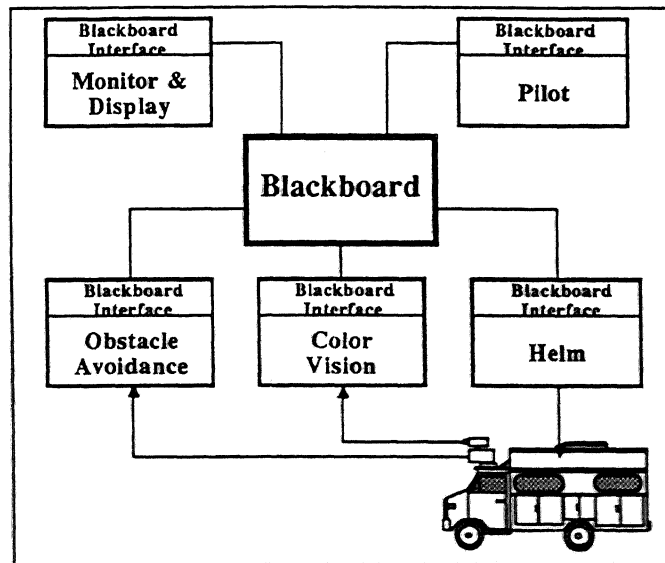 Blackboard
Interface
Monitor &
Display
Blackboard
Interface
Pilot
Blackboard
Blackboard
Interface
Obstacle
Avoidance
Blackboard
Interface
Color
Vision
Blackboard
Interface
Helm